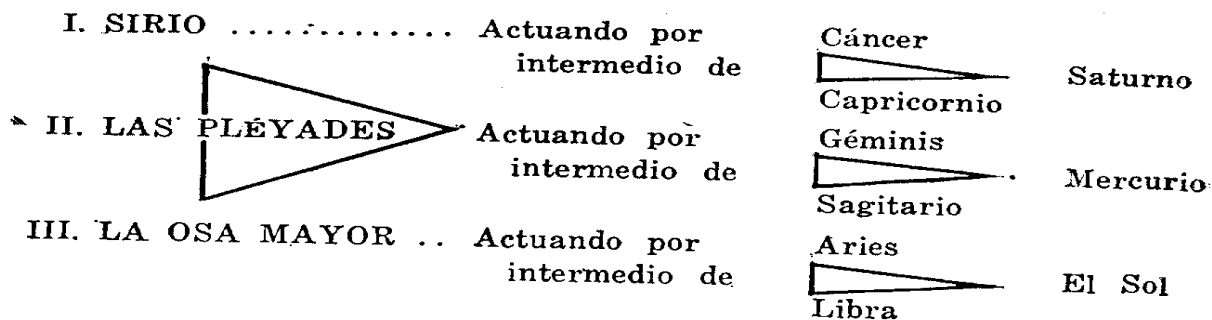 I. SIRIO .............. Actuando por
intermedio de
Cáncer
Capricornio
Saturno
II. LAS PLÉYADES
Actuando por
intermedio de
Géminis
Sagitario
Mercurio
III. LA OSA MAYOR .. Actuando por
intermedio de
Aries
Libra
El Sol